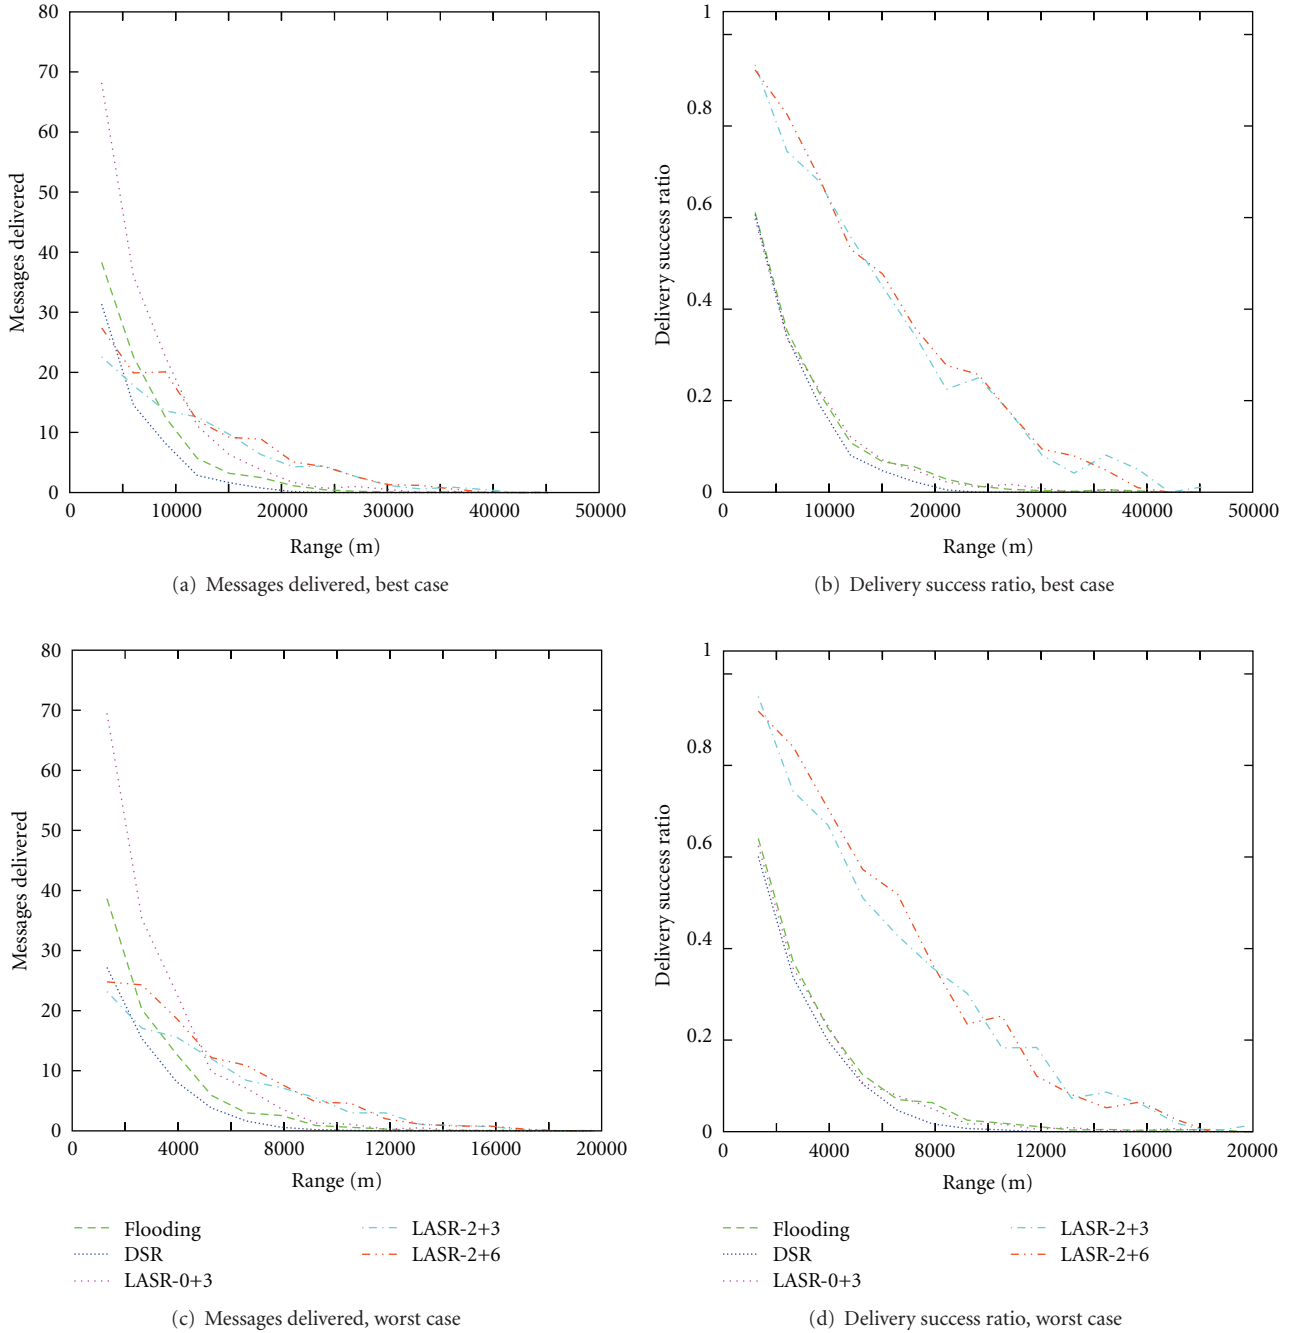 80
70
60
50
40
30
20
10
0
Messages delivered
0 10000 20000 30000 40000 50000
Range (m)
(a) Messages delivered, best case
1
0.8
0.6
0.4
0.2
0
Delivery success ratio
0 10000 20000 30000 40000 50000
Range (m)
(b) Delivery success ratio, best case
80
70
60
50
40
30
20
10
0
Messages delivered
0 4000 8000 12000 16000 20000
Range (m)
Flooding
DSR
LASR-0+3
LASR-2+3
LASR-2+6
(c) Messages delivered, worst case
1
0.8
0.6
0.4
0.2
0
Delivery success ratio
0 4000 8000 12000 16000 20000
Range (m)
Flooding
DSR
LASR-0+3
LASR-2+3
LASR-2+6
(d) Delivery success ratio, worst case